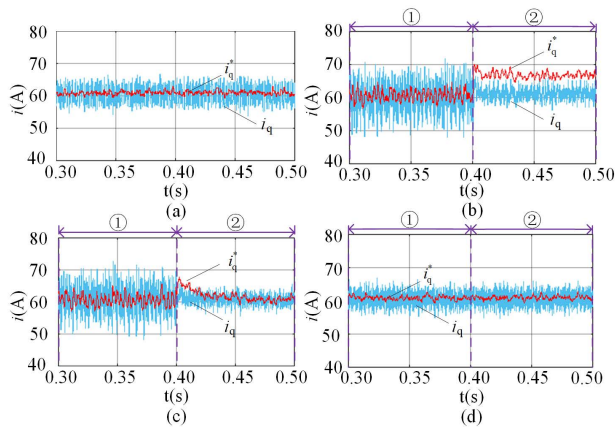 ① ②
80 80
70 70
i(A) 60 i(A) 60
50 50
40 40
i*q iq i*q iq
0.30 0.35 0.40 0.45 0.50 0.30 0.35 0.40 0.45 0.50
t(s) t(s)
(a) (b)
① ② ① ②
80 80
70 70
i(A) 60 i(A) 60
50 50
40 40
i*q iq i*q iq
0.30 0.35 0.40 0.45 0.50 0.30 0.35 0.40 0.45 0.50
t(s) t(s)
(c) (d)